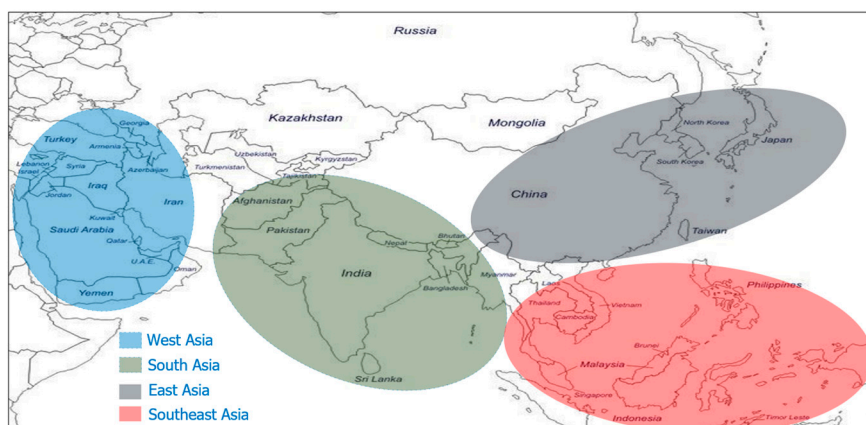 Russia
Kazakhstan
Mongolia
Georgia
Turkey
Armenia
Uzbekistan
Kyrgyzstan
North Korea
Japan
Lebanon
Syria
Azerbaijan
Turkmenistan
Tajikistan
South Korea
Israel
Iraq
Iran
Afghanistan
China
Jordan
Kuwait
Saudi Arabia
Pakistan
Taiwan
Qatar
Nepal
Bhutan
U.A.E.
Oman
India
Myanmar
Laos
Yemen
Bangladesh
Thailand
Vietnam
Philippines
Cambodia
West Asia
Brunei
South Asia
Malaysia
Sri Lanka
East Asia
Singapore
Southeast Asia
Indonesia
Timor Leste